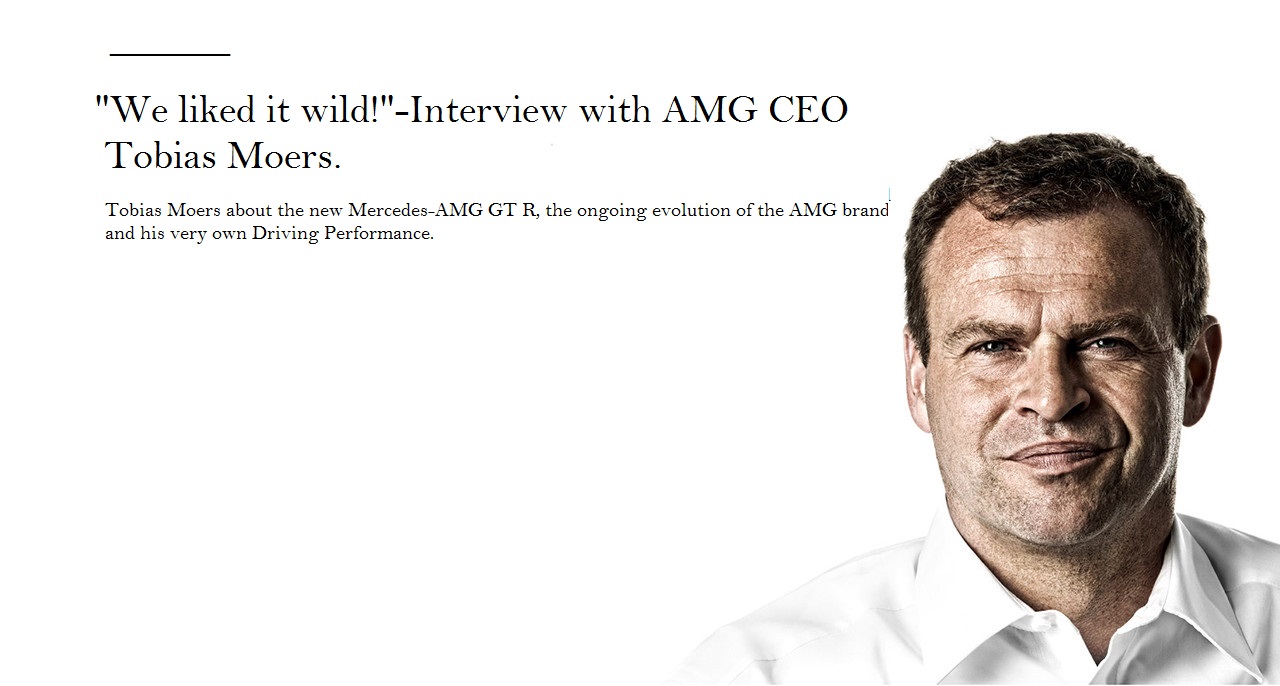 "We liked it wild!"-Interview with AMG CEO
Tobias Moers.
Tobias Moers about the new Mercedes-AMG GT R, the ongoing evolution of the AMG brand
and his very own Driving Performance.